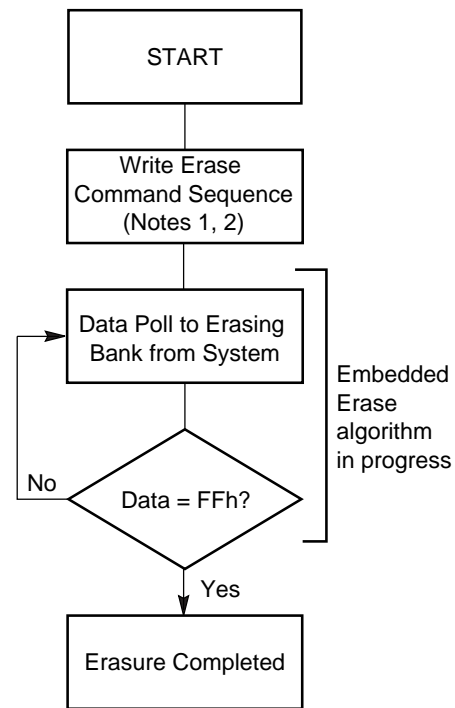 START
Write Erase
Command Sequence
(Notes 1, 2)
Data Poll to Erasing
Bank from System
Embedded
Erase
algorithm
in progress
No
Data = FFh?
Yes
Erasure Completed